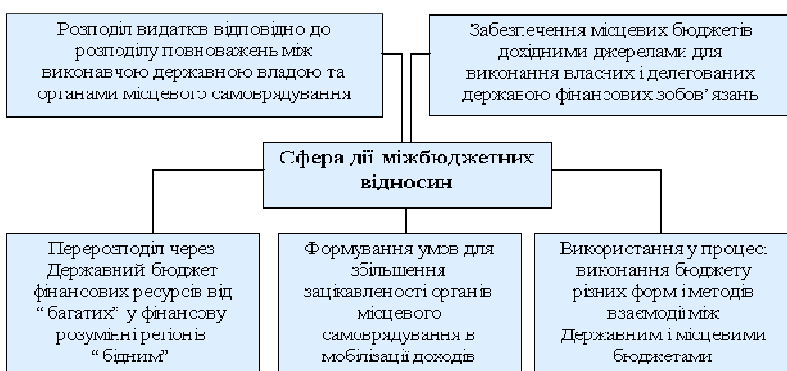 Розподіл видатків відповідно до
розподілу повноважень між
виконавчою державною владою та
органами місцевого самоврядування
Забезпечення місцевих бюджетів
дохідними джерелами для
виконання власних і делегованих
державою фінансових зобов’язань
Сфера дії міжбюджетних
відносин
Перерозподіл через
Державний бюджет
фінансових ресурсів від
“багатих” у фінансову
розумінні регіонів
“бідним”
Формування умов для
збільшення
зацікавленості органів
місцевого
самоврядування в
мобілізації доходів
Використання у процесі
виконання бюджету
різних форм і методів
взаємодії між
Державним і місцевими
бюджетами